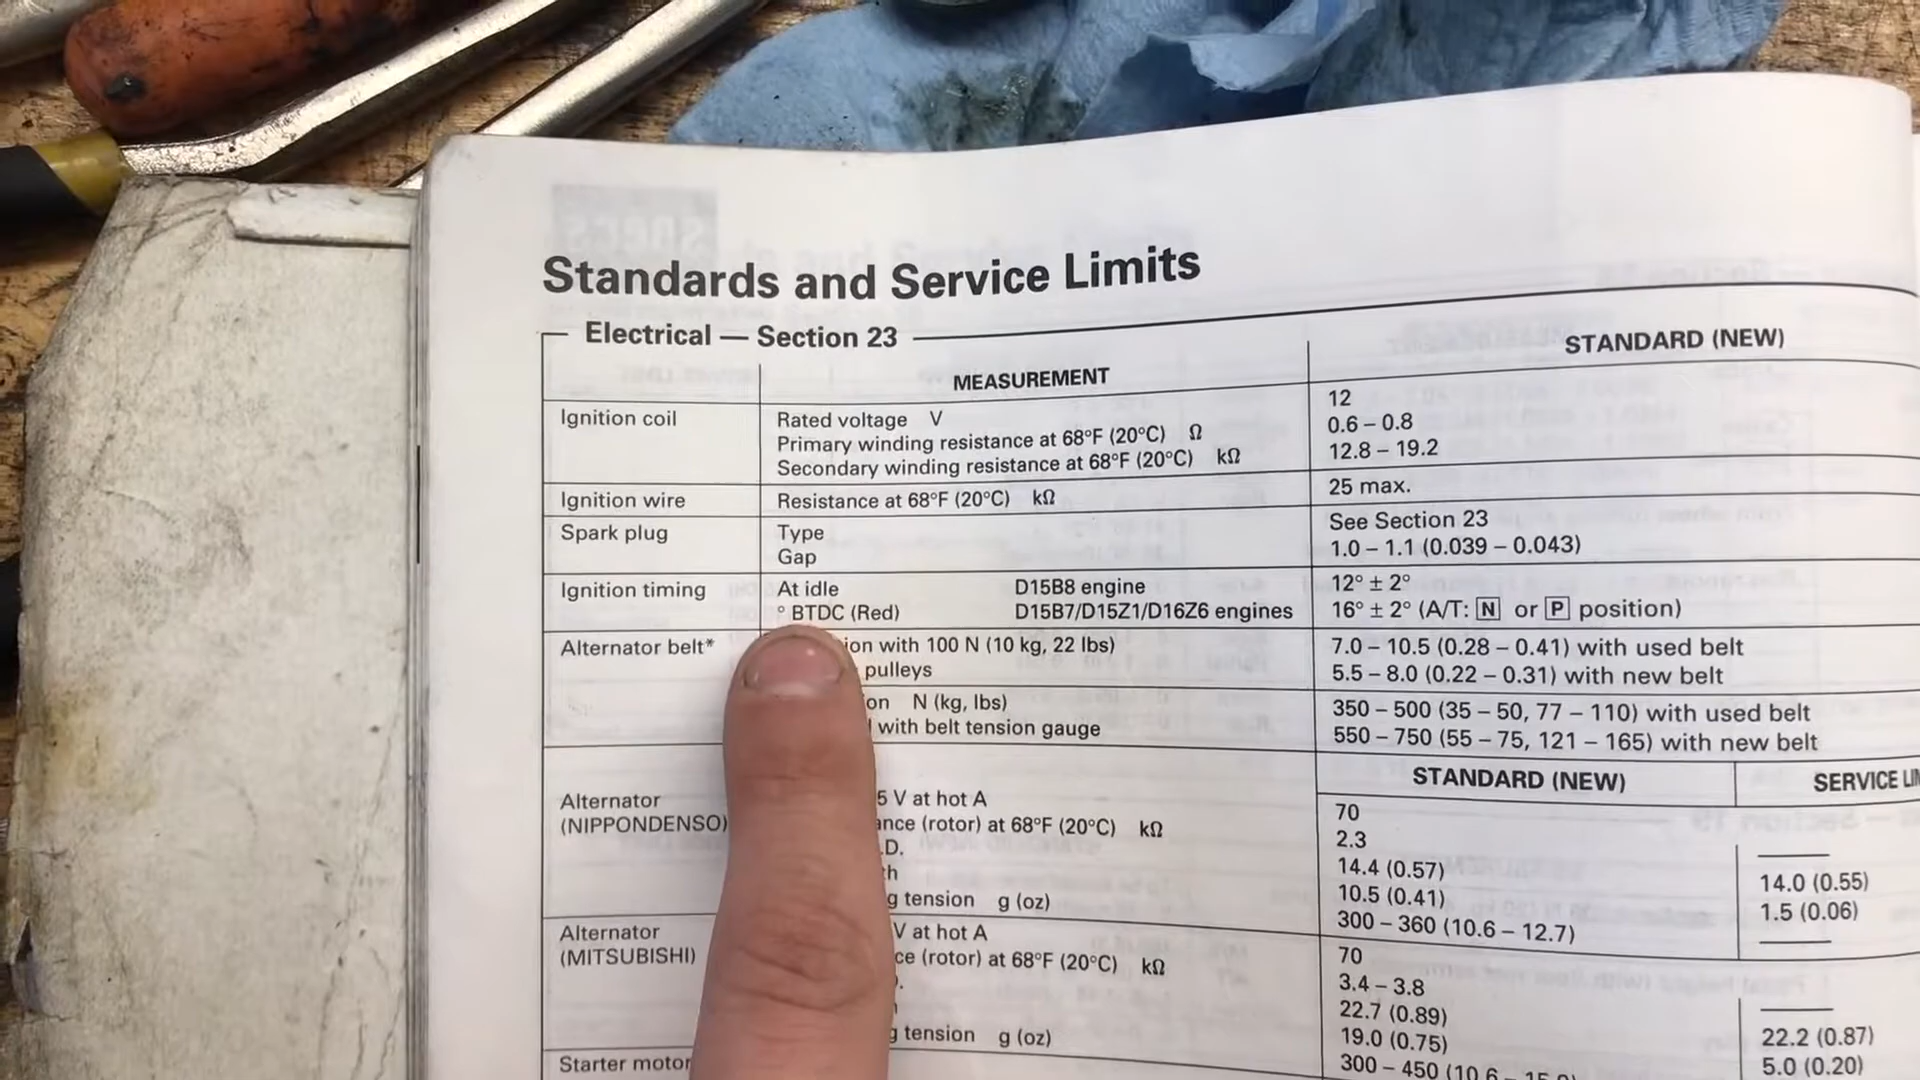 Standards and Service Limits
Electrical — Section 23
MEASUREMENT STANDARD (NEW)
Ignition coil Rated voltage V 12
Primary winding resistance at 68°F (20°C) Ω 0.6 – 0.8
Secondary winding resistance at 68°F (20°C) kΩ 12.8 – 19.2
Ignition wire Resistance at 68°F (20°C) kΩ 25 max.
Spark plug Type See Section 23
Gap 1.0 – 1.1 (0.039 – 0.043)
Ignition timing At idle D15B8 engine 12° ± 2°
° BTDC (Red) D15B7/D15Z1/D16Z6 engines 16° ± 2° (A/T: N or P position)
Alternator belt* with 100 N (10 kg, 22 lbs) 7.0 – 10.5 (0.28 – 0.41) with used belt
pulleys 5.5 – 8.0 (0.22 – 0.31) with new belt
N (kg, lbs) 350 – 500 (35 – 50, 77 – 110) with used belt
with belt tension gauge 550 – 750 (55 – 75, 121 – 165) with new belt
STANDARD (NEW)
Alternator V at hot A 70
(NIPPONDENSO) (rotor) at 68°F (20°C) kΩ 2.3
14.4 (0.57) 14.0 (0.55)
10.5 (0.41) 1.5 (0.06)
tension g (oz) 300 – 360 (10.6 – 12.7)
Alternator V at hot A 70
(MITSUBISHI) (rotor) at 68°F (20°C) kΩ 3.4 – 3.8
22.7 (0.89) 22.2 (0.87)
19.0 (0.75) 5.0 (0.20)
tension g (oz) 300 – 450
Starter motor